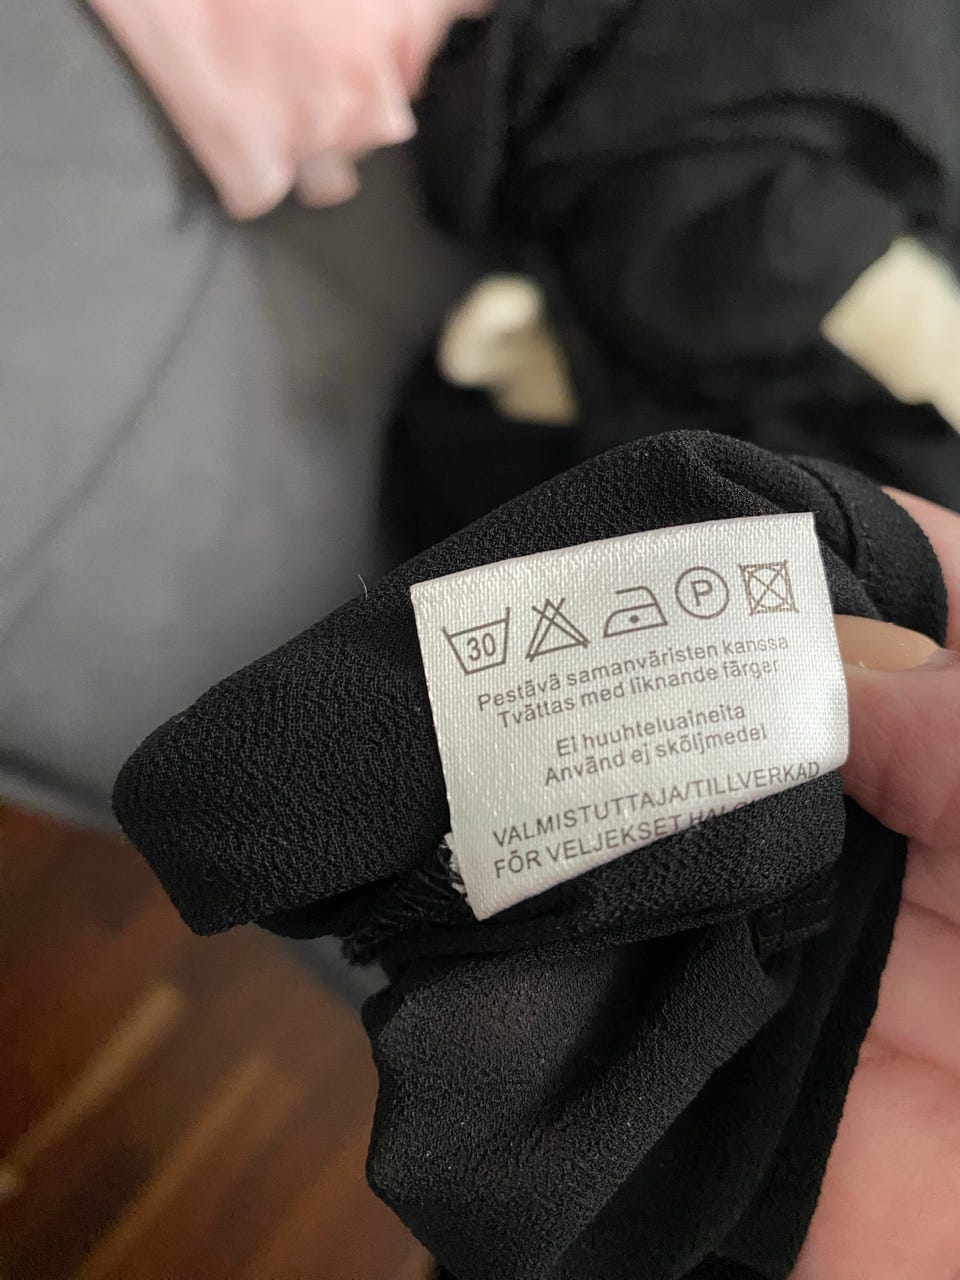 30 P
Pestävä samanväristen kanssa
Tvättas med liknande färger
Ei huuhteluaineita
Använd ej sköljmedel
VALMISTUTTAJA/TILLVERKAD
FÖR VELJEKSET